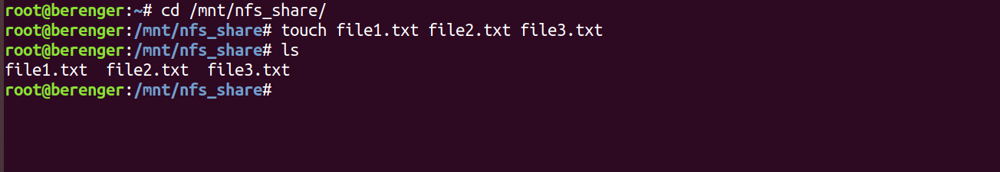 root@berenger:~# cd /mnt/nfs_share/
root@berenger:/mnt/nfs_share# touch file1.txt file2.txt file3.txt
root@berenger:/mnt/nfs_share# ls
file1.txt  file2.txt  file3.txt
root@berenger:/mnt/nfs_share#